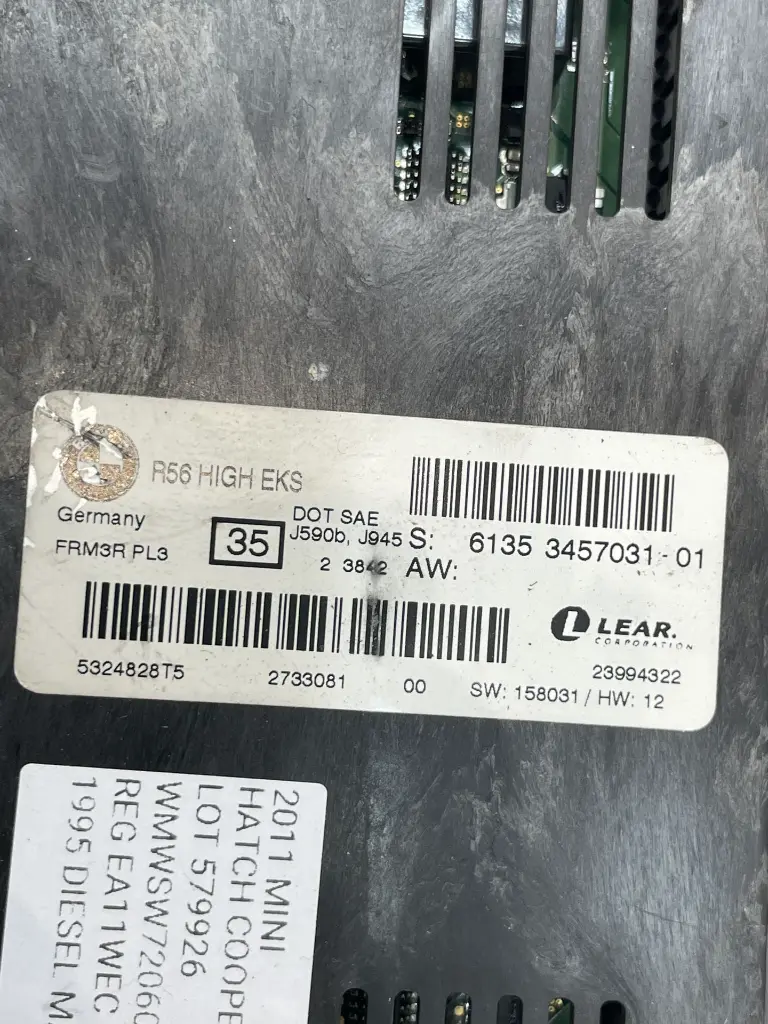 R56 HIGH EKS
Germany
FRM3R PL3
35
DOT SAE
J590b, J945
2 3842
S: 6135 3457031-01
AW:
LEAR.
CORPORATION
5324828T5 2733081 00
23994322
SW: 158031 / HW: 12
2011 MINI
HATCH COOPE
LOT 579926
WMWSW72060
REG EA11WEC
1995 DIESEL M